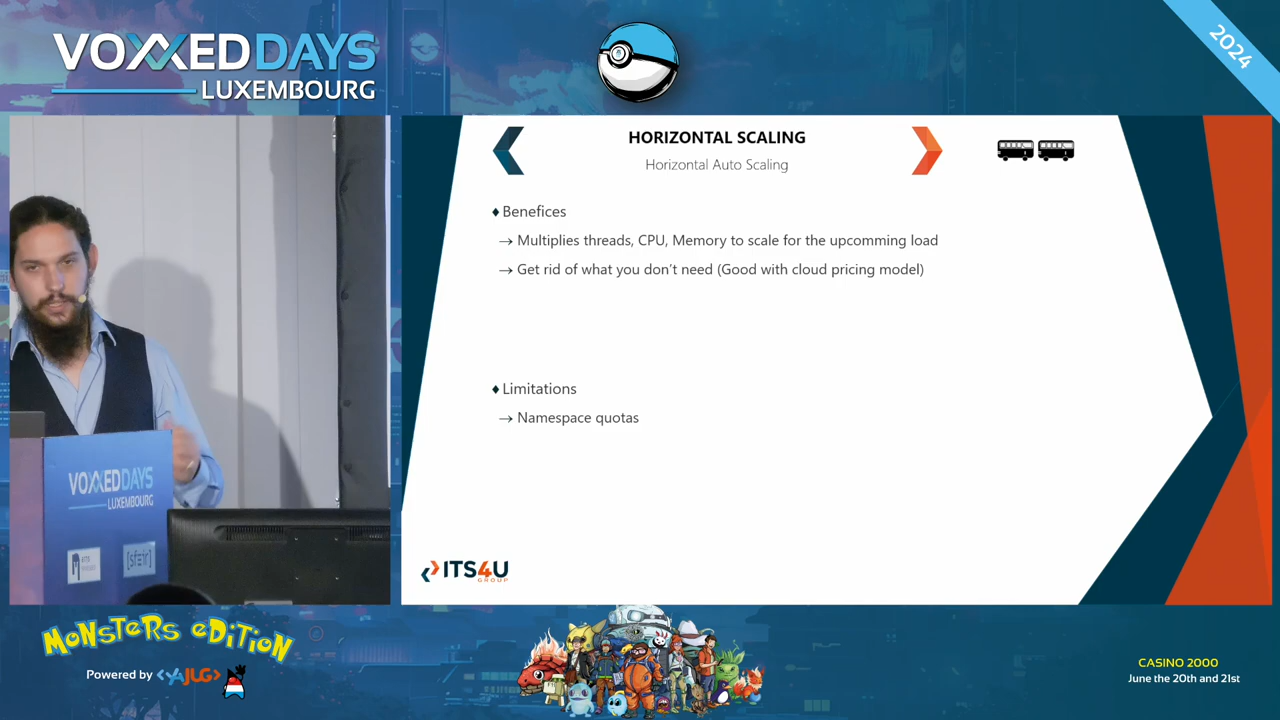 VOXXEDDAYS
LUXEMBOURG
2024
HORIZONTAL SCALING
Horizontal Auto Scaling
Benefices
→ Multiplies threads, CPU, Memory to scale for the upcomming load
→ Get rid of what you don't need (Good with cloud pricing model)
Limitations
→ Namespace quotas
ITS4U
GROUP
VOXXEDDAYS
LUXEMBOURG
[sfeir]
MONSTERS EDITION
Powered by <YAJUG>
CASINO 2000
June the 20th and 21st